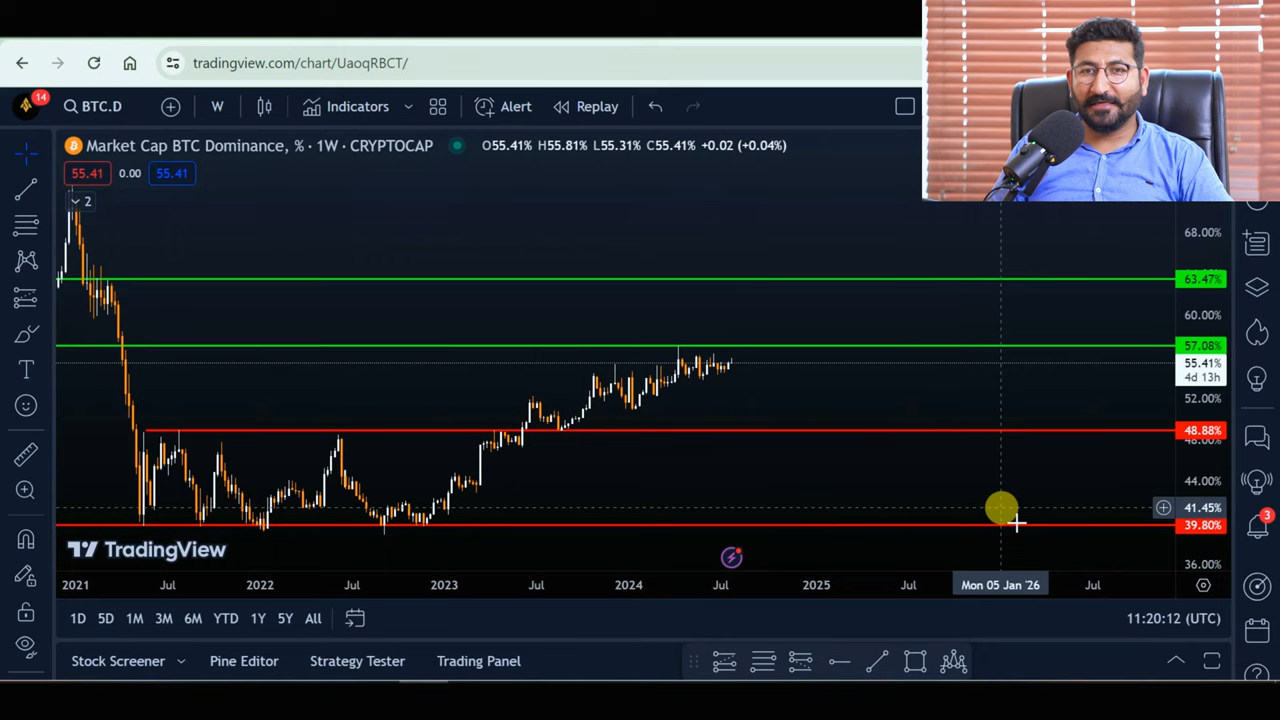 tradingview.com/chart/UaoqRBCT/
14
BTC.D
W
Indicators
Alert
Replay
Market Cap BTC Dominance, % · 1W · CRYPTOCAP
O55.41% H55.81% L55.31% C55.41% +0.02 (+0.04%)
55.41
0.00
55.41
2
68.00%
63.47%
60.00%
57.08%
55.41%
4d 13h
52.00%
48.88%
48.00%
44.00%
41.45%
39.80%
36.00%
3
TradingView
2021
Jul
2022
Jul
2023
Jul
2024
Jul
2025
Jul
Mon 05 Jan '26
Jul
1D
5D
1M
3M
6M
YTD
1Y
5Y
All
11:20:12 (UTC)
Stock Screener
Pine Editor
Strategy Tester
Trading Panel